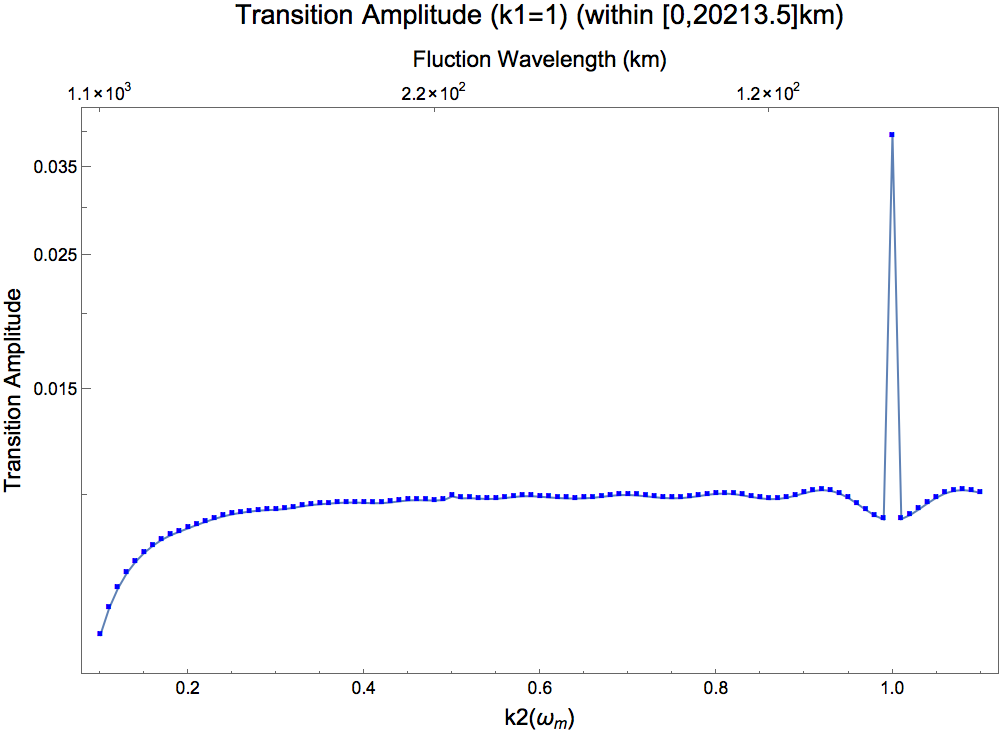 Transition Amplitude (k1=1) (within [0,20213.5]km)
Fluction Wavelength (km)
1.1×10³ 2.2×10² 1.2×10²
0.035
0.025
0.015
Transition Amplitude
0.2 0.4 0.6 0.8 1.0
k2(ωₘ)